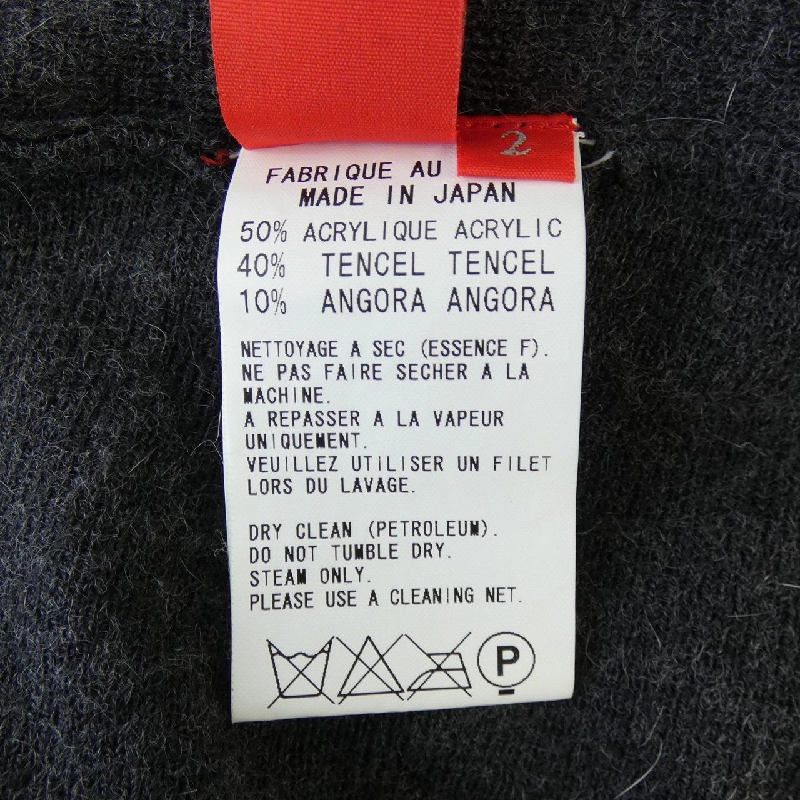 2
FABRIQUE AU
MADE IN JAPAN
50% ACRYLIQUE ACRYLIC
40% TENCEL TENCEL
10% ANGORA ANGORA
NETTOYAGE A SEC (ESSENCE F).
NE PAS FAIRE SECHER A LA
MACHINE.
A REPASSER A LA VAPEUR
UNIQUEMENT.
VEUILLEZ UTILISER UN FILET
LORS DU LAVAGE.
DRY CLEAN (PETROLEUM).
DO NOT TUMBLE DRY.
STEAM ONLY.
PLEASE USE A CLEANING NET.
P